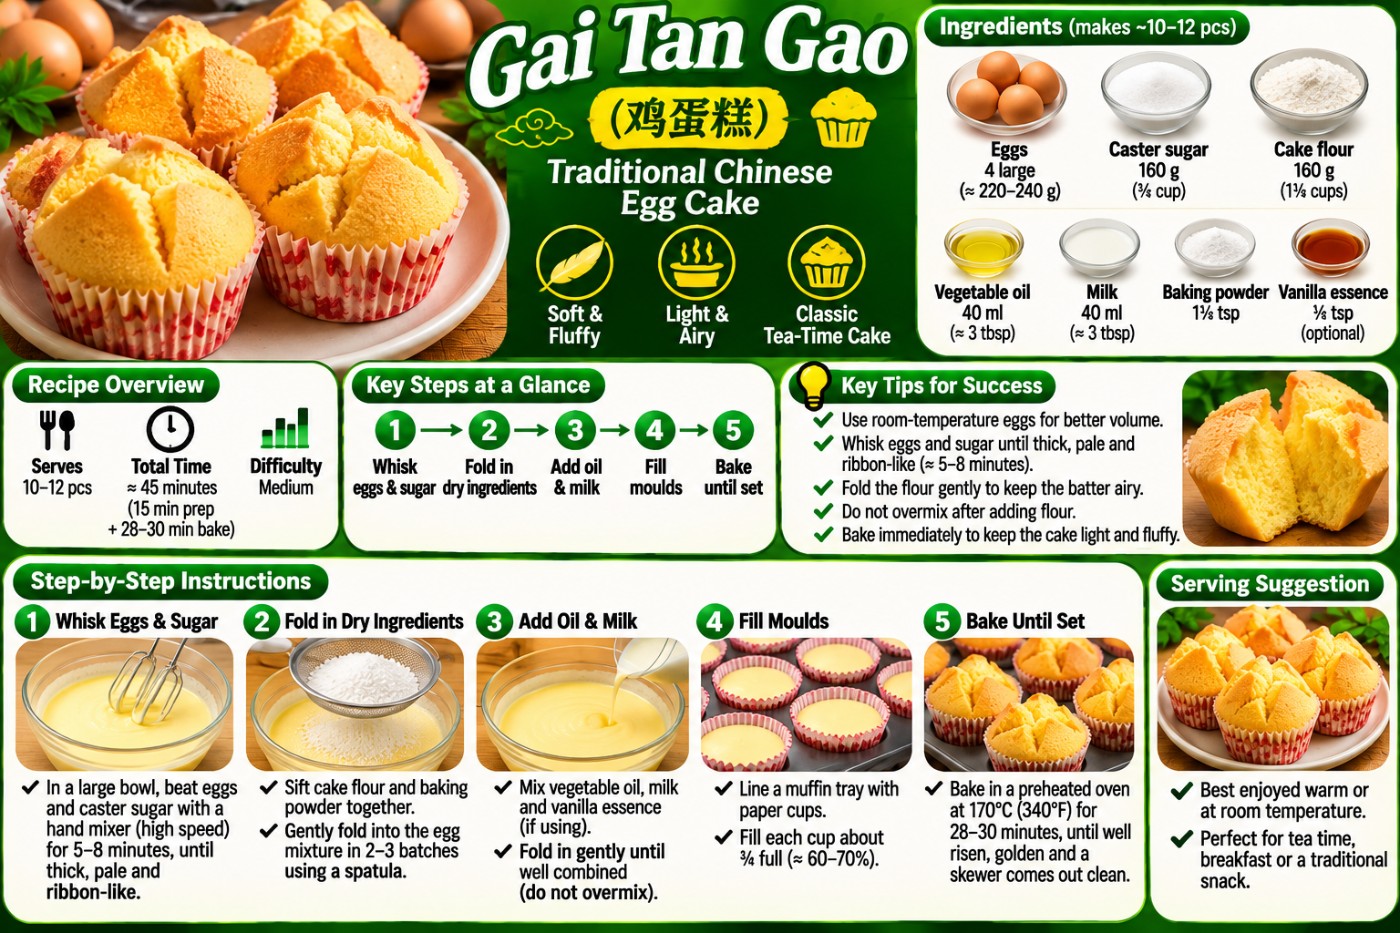 Gai Tan Gao
(鸡蛋糕)
Traditional Chinese
Egg Cake
Soft &
Fluffy
Light &
Airy
Classic
Tea-Time Cake
Ingredients (makes ~10–12 pcs)
Eggs
4 large
(≈ 220–240 g)
Caster sugar
160 g
cup)
Cake flour
160 g
cups)
Vegetable oil
40 ml
(≈ 3 tbsp)
Milk
40 ml
(≈ 3 tbsp)
Baking powder
tsp
Vanilla essence
tsp
(optional)
Recipe Overview
Serves
10–12 pcs
Total Time
≈ 45 minutes
(15 min prep
+ 28–30 min bake)
Difficulty
Medium
Key Steps at a Glance
1
Whisk
eggs & sugar
2
Fold in
dry ingredients
3
Add oil
& milk
4
Fill
moulds
5
Bake
until set
Key Tips for Success
Use room-temperature eggs for better volume.
Whisk eggs and sugar until thick, pale and
ribbon-like (≈ 5–8 minutes).
Fold the flour gently to keep the batter airy.
Do not overmix after adding flour.
Bake immediately to keep the cake light and fluffy.
Step-by-Step Instructions
1 Whisk Eggs & Sugar
In a large bowl, beat eggs
and caster sugar with a
hand mixer (high speed)
for 5–8 minutes, until
thick, pale and
ribbon-like.
2 Fold in Dry Ingredients
Sift cake flour and baking
powder together.
Gently fold into the egg
mixture in 2–3 batches
using a spatula.
3 Add Oil & Milk
Mix vegetable oil, milk
and vanilla essence
(if using).
Fold in gently until
well combined
(do not overmix).
4 Fill Moulds
Line a muffin tray with
paper cups.
Fill each cup about
¾ full (≈ 60–70%).
5 Bake Until Set
Bake in a preheated oven
at 170°C (340°F) for
28–30 minutes, until well
risen, golden and a
skewer comes out clean.
Serving Suggestion
Best enjoyed warm or
at room temperature.
Perfect for tea time,
breakfast or a traditional
snack.